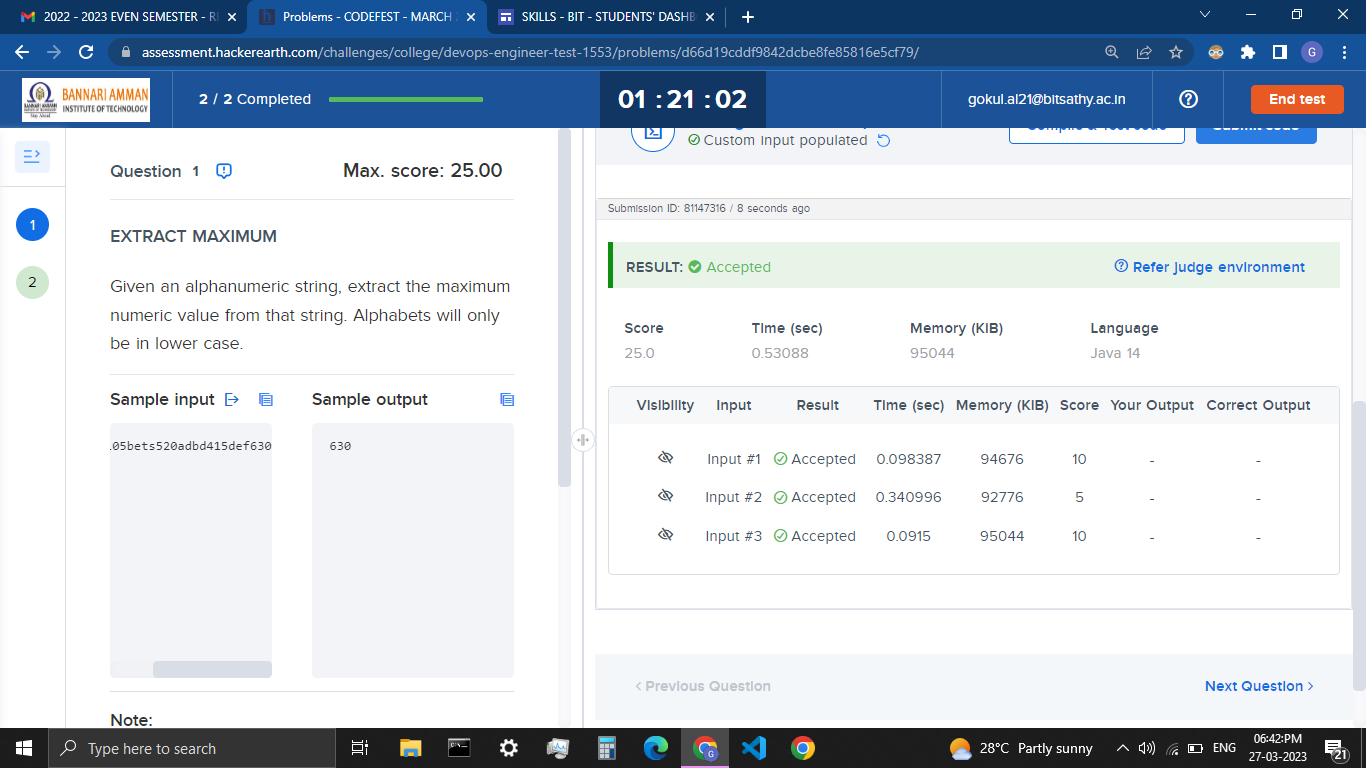 2022 - 2023 EVEN SEMESTER - R
Problems - CODEFEST - MARCH 2
SKILLS - BIT - STUDENTS' DASHB
assessment.hackerearth.com/challenges/college/devops-engineer-test-1553/problems/d66d19cddf9842dcbe8fe85816e5cf79/
G
BANNARI AMMAN
INSTITUTE OF TECHNOLOGY
Stay Ahead
2 / 2 Completed
01 : 21 : 02
gokul.al21@bitsathy.ac.in
End test
Compile & Test code
Submit code
Custom Input populated
Question 1
Max. score: 25.00
1
2
EXTRACT MAXIMUM
Given an alphanumeric string, extract the maximum
numeric value from that string. Alphabets will only
be in lower case.
Sample input
Sample output
05bets520adbd415def630
630
Note:
Submission ID: 81147316 / 8 seconds ago
RESULT: Accepted
Refer judge environment
Score Time (sec) Memory (KiB) Language
25.0 0.53088 95044 Java 14
Visibility Input Result Time (sec) Memory (KiB) Score Your Output Correct Output
Input #1 Accepted 0.098387 94676 10 - -
Input #2 Accepted 0.340996 92776 5 - -
Input #3 Accepted 0.0915 95044 10 - -
< Previous Question
Next Question >
Type here to search
28°C Partly sunny
ENG
06:42:PM
27-03-2023
21